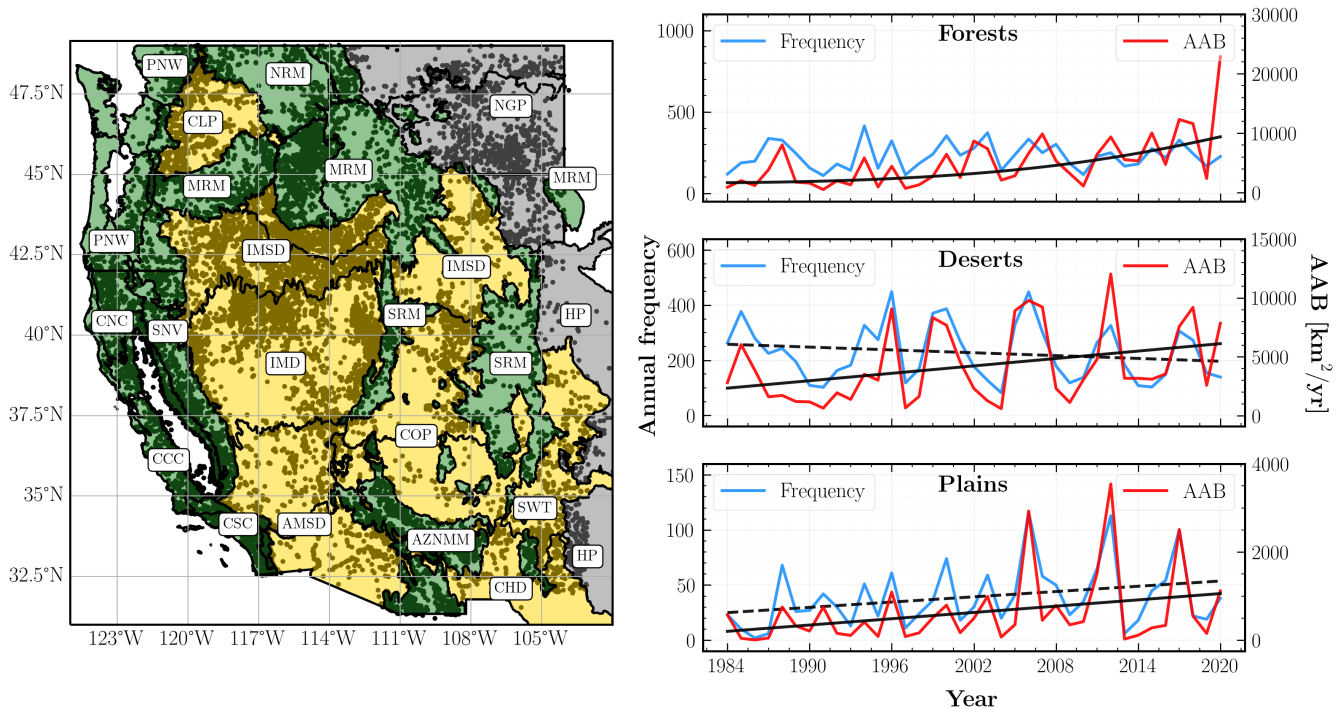 PNW
NRM
47.5°N
NGP
CLP
45.0°N
MRM
MRM
MRM
PNW
42.5°N
IMSD
IMSD
CNC
SNV
SRM
HP
40°N
IMD
SRM
37.5°N
COP
CCC
35°N
SWT
CSC
AMSD
AZNMM
HP
32.5°N
CHD
123°W
120°W
117°W
114°W
111°W
108°W
105°W
Annual frequency
AAB [km²/yr]
1000
500
0
Frequency
Forests
AAB
30000
20000
10000
0
600
400
200
0
Frequency
Deserts
AAB
15000
10000
5000
0
150
100
50
0
Frequency
Plains
AAB
4000
2000
0
1984
1990
1996
2002
2008
2014
2020
Year